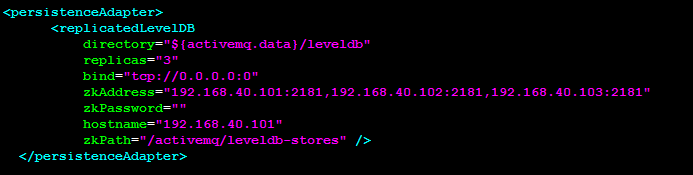 <persistenceAdapter>
<replicatedLevelDB
directory="${activemq.data}/leveldb"
replicas="3"
bind="tcp://0.0.0.0:0"
zkAddress="192.168.40.101:2181,192.168.40.102:2181,192.168.40.103:2181"
zkPassword=""
hostname="192.168.40.101"
zkPath="/activemq/leveldb-stores" />
</persistenceAdapter>